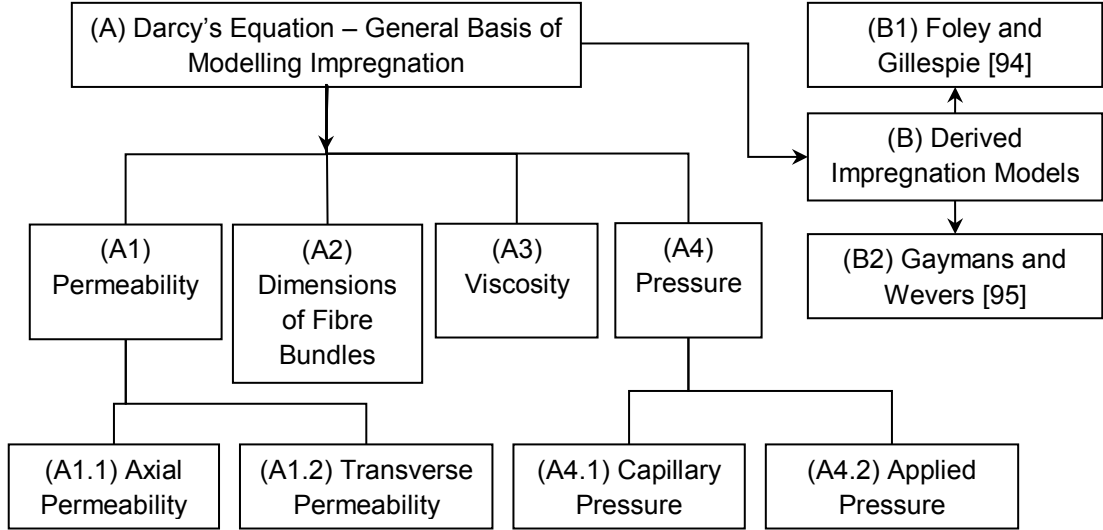 (A) Darcy’s Equation – General Basis of
Modelling Impregnation
(B1) Foley and
Gillespie [94]
(B) Derived
Impregnation Models
(B2) Gaymans and
Wevers [95]
(A1)
Permeability
(A2)
Dimensions
of Fibre
Bundles
(A3)
Viscosity
(A4)
Pressure
(A1.1) Axial
Permeability
(A1.2) Transverse
Permeability
(A4.1) Capillary
Pressure
(A4.2) Applied
Pressure